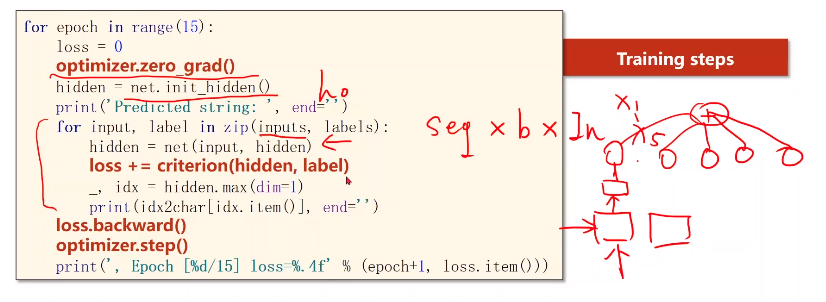 for epoch in range(15):
loss = 0
optimizer.zero_grad()
hidden = net.init_hidden()
h₀
print('Predicted string: ', end='')
for input, label in zip(inputs, labels):
hidden = net(input, hidden)
loss += criterion(hidden, label)
_, idx = hidden.max(dim=1)
print(idx2char[idx.item()], end='')
loss.backward()
optimizer.step()
print(', Epoch [%d/15] loss=%.4f' % (epoch+1, loss.item()))
Training steps
seq × b × In
x₁
x₅